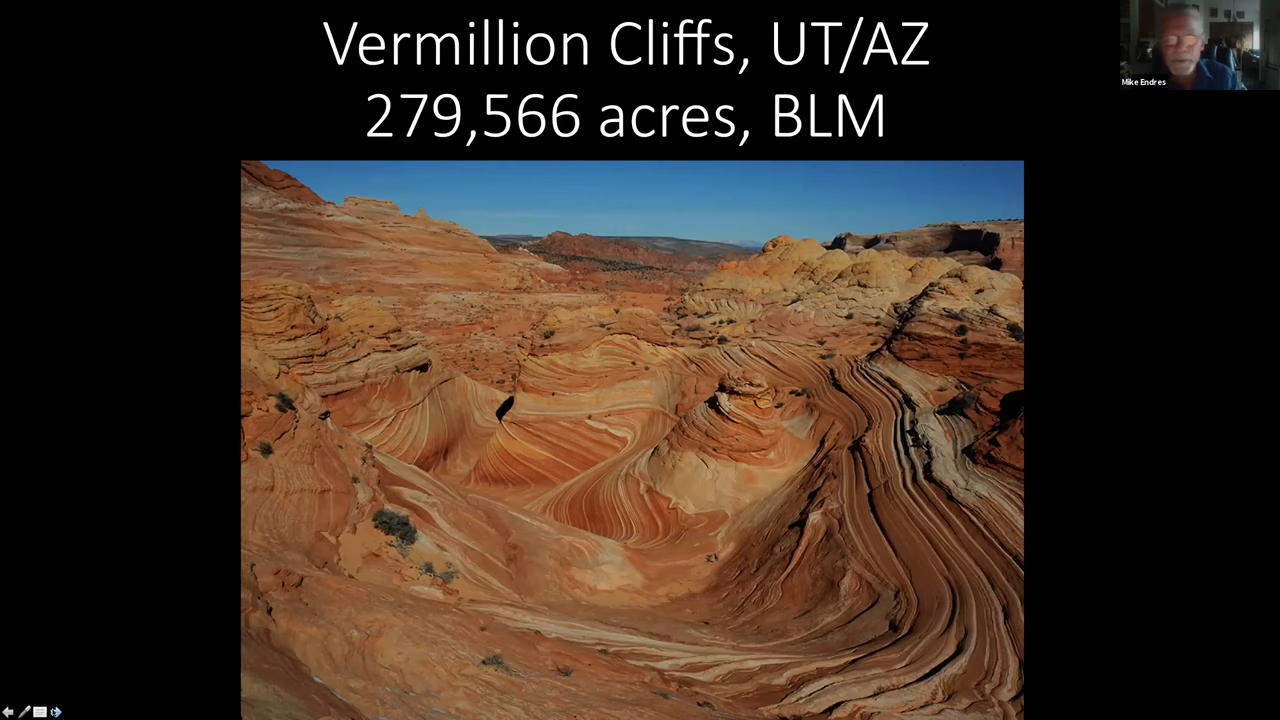 Vermillion Cliffs, UT/AZ
279,566 acres, BLM
Mike Endres